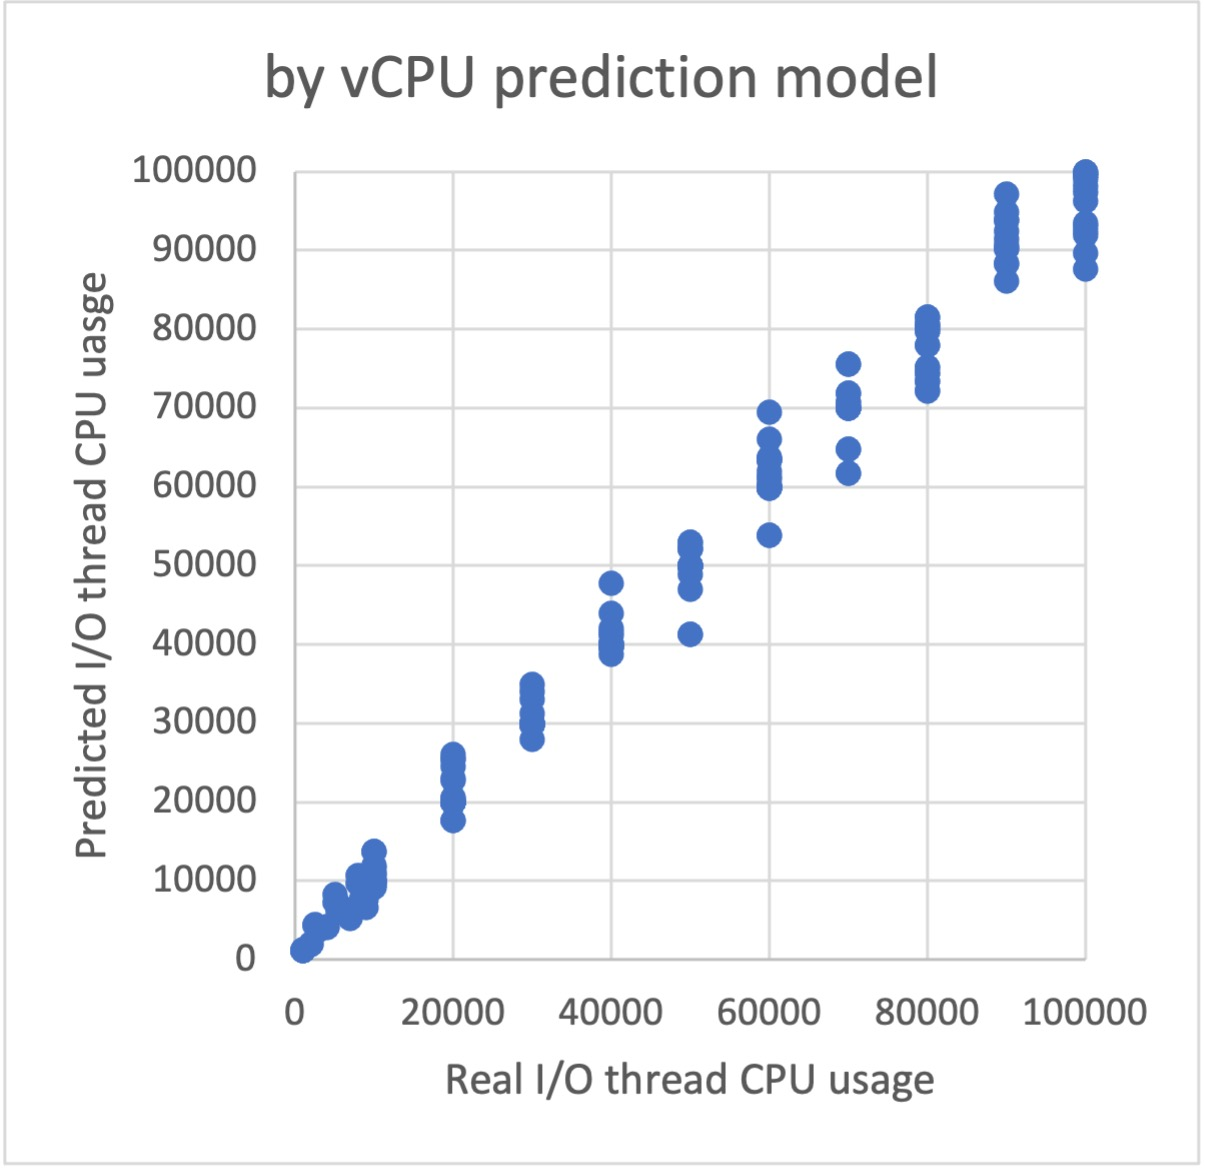 by vCPU prediction model
100000
90000
80000
70000
60000
50000
40000
30000
20000
10000
0
Predicted I/O thread CPU uasge
0 20000 40000 60000 80000 100000
Real I/O thread CPU usage